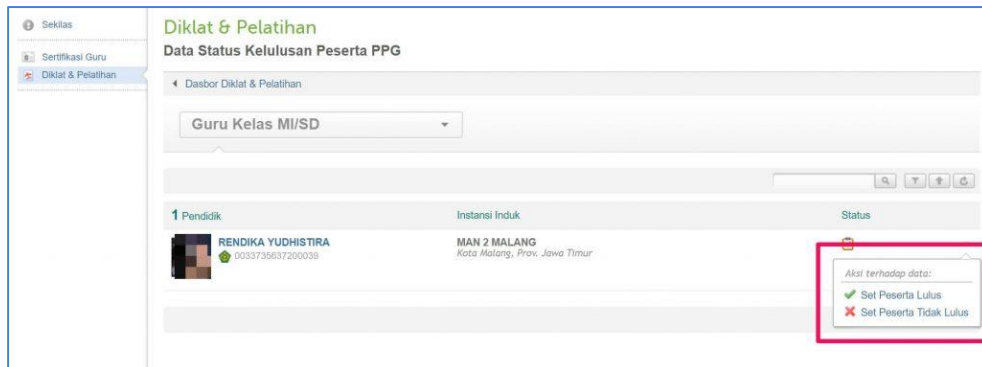 Sekilas
Sertifikasi Guru
Diklat & Pelatihan
Diklat & Pelatihan
Data Status Kelulusan Peserta PPG
Dasbor Diklat & Pelatihan
Guru Kelas MI/SD
1 Pendidik Instansi Induk Status
RENDIKA YUDHISTIRA MAN 2 MALANG
0033735637200039 Kota Malang, Prov. Jawa Timur
Aksi terhadap data:
Set Peserta Lulus
Set Peserta Tidak Lulus